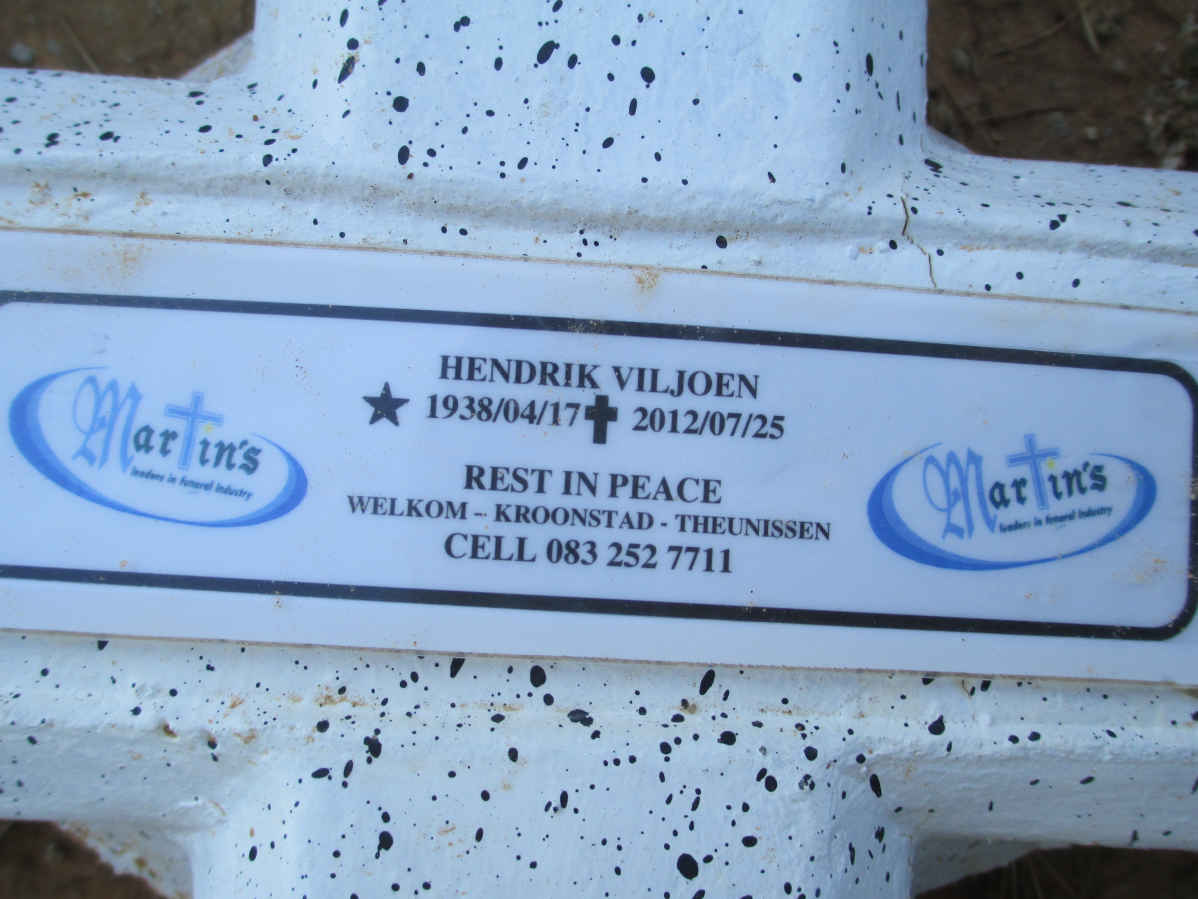 HENDRIK VILJOEN
1938/04/17 2012/07/25
REST IN PEACE
WELKOM - KROONSTAD - THEUNISSEN
CELL 083 252 7711
Martin's
leaders in funeral industry
Martin's
leaders in funeral industry